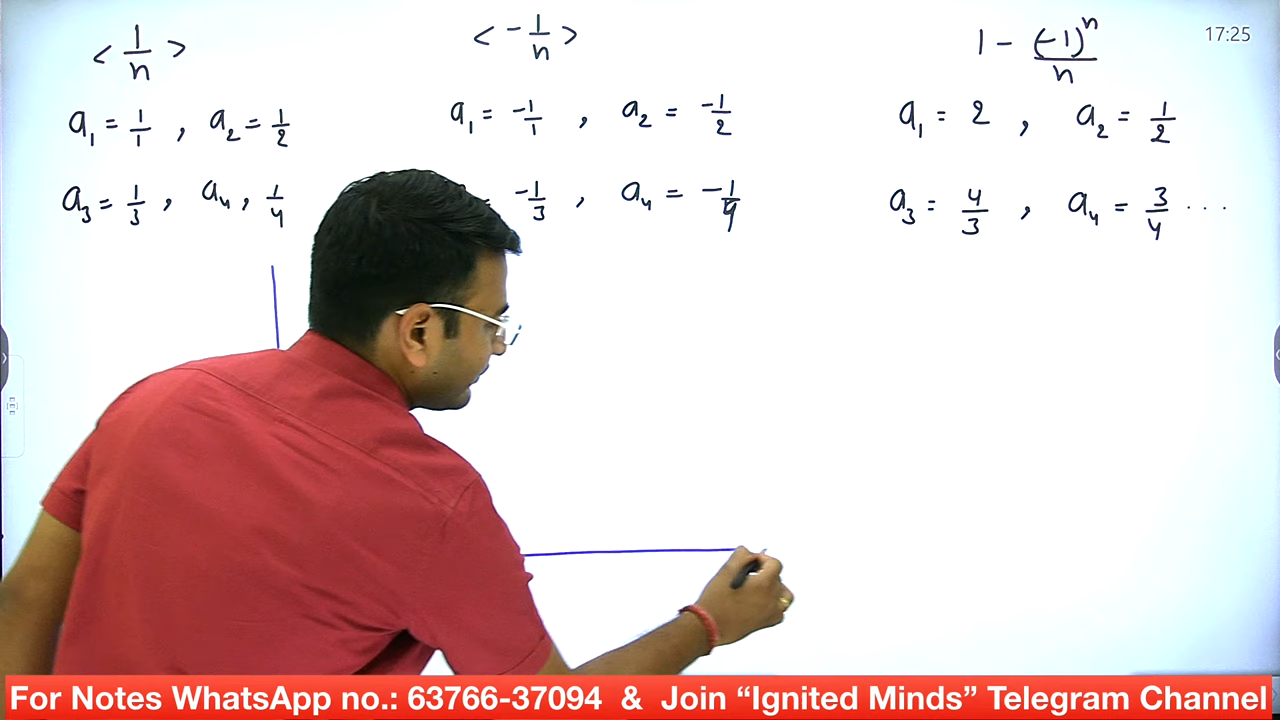 < 1/n >
a₁ = 1/1 , a₂ = 1/2
a₃ = 1/3 , a₄ , 1/4
< - 1/n >
a₁ = -1/1 , a₂ = -1/2
= -1/3 , a₄ = -1/4
1 - (-1)ⁿ/n
a₁ = 2 , a₂ = 1/2
a₃ = 4/3 , a₄ = 3/4 ...
17:25
For Notes WhatsApp no.: 63766-37094 & Join “Ignited Minds” Telegram Channel